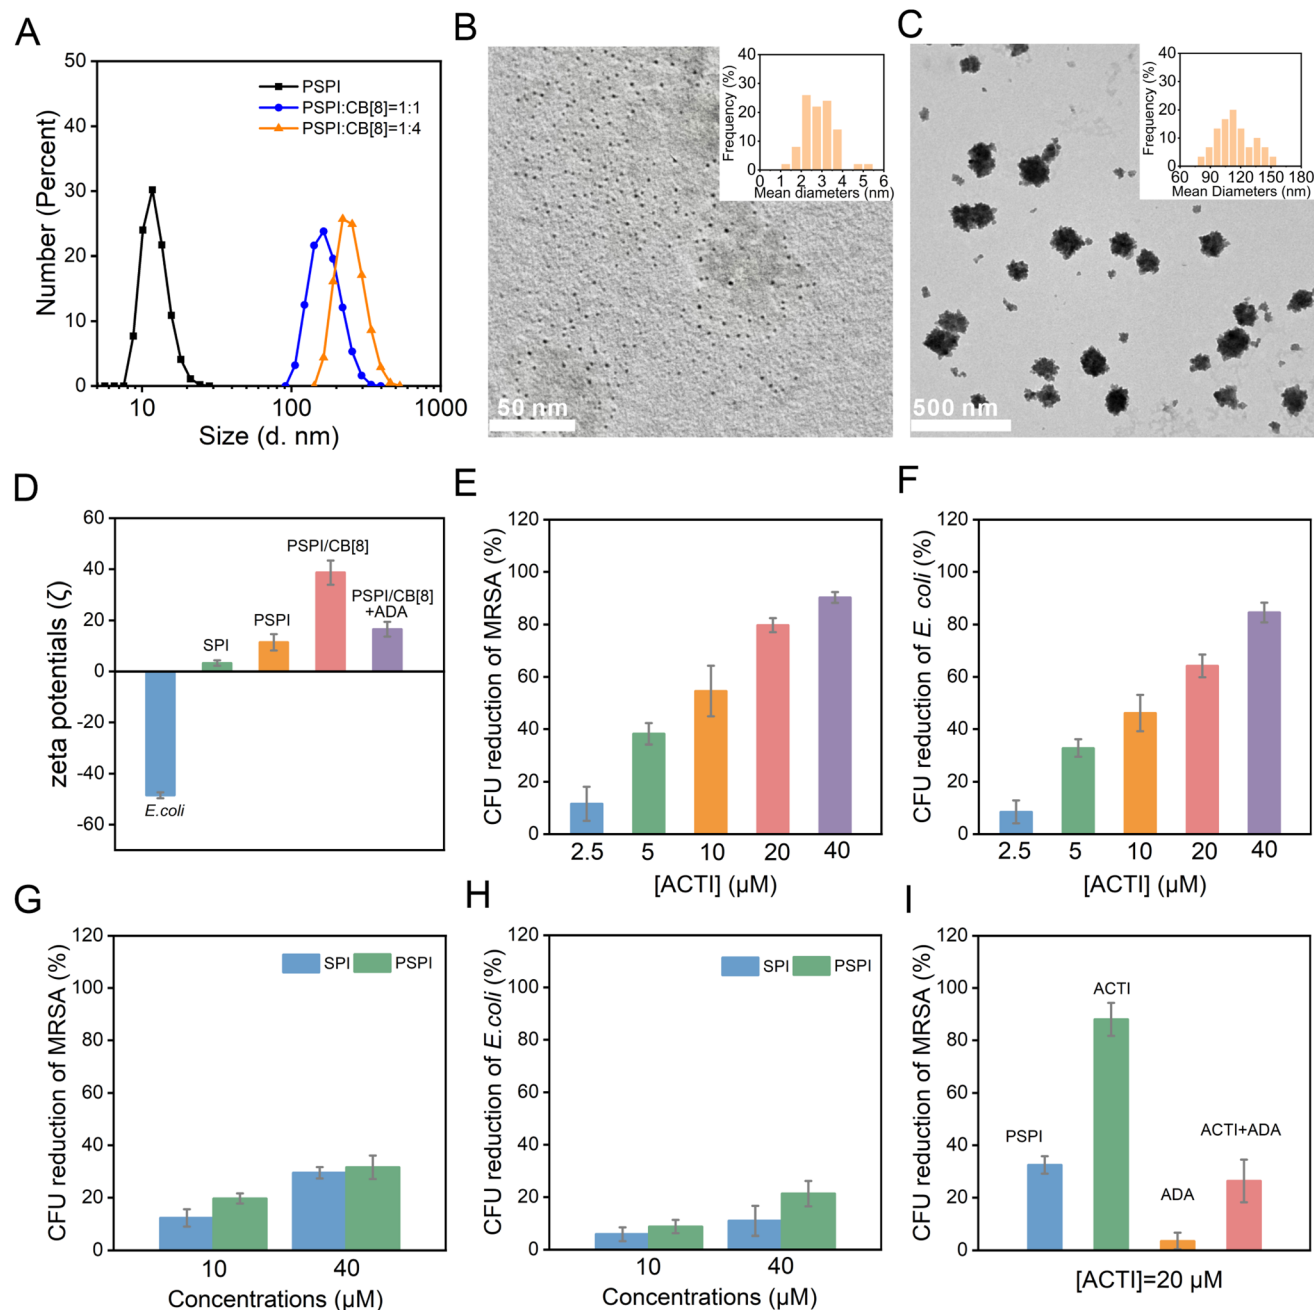 A
50
40
30
20
10
0
Number (Percent)
10
100
1000
Size (d. nm)
PSPI
PSPI:CB[8]=1:1
PSPI:CB[8]=1:4
B
40
20
0
Frequency (%)
0 1 2 3 4 5 6
Mean diameters (nm)
50 nm
C
40
20
0
Frequency (%)
60 90 120 150 180
Mean Diameters (nm)
500 nm
D
60
40
20
0
-20
-40
-60
zeta potentials (ζ)
E.coli
SPI
PSPI
PSPI/CB[8]
PSPI/CB[8]
+ADA
E
120
100
80
60
40
20
0
CFU reduction of MRSA (%)
2.5 5 10 20 40
[ACTI] (μM)
F
120
100
80
60
40
20
0
CFU reduction of E. coli (%)
2.5 5 10 20 40
[ACTI] (μM)
G
120
100
80
60
40
20
0
CFU reduction of MRSA (%)
SPI PSPI
10 40
Concentrations (μM)
H
120
100
80
60
40
20
0
CFU reduction of E.coli (%)
SPI PSPI
10 40
Concentrations (μM)
I
120
100
80
60
40
20
0
CFU reduction of MRSA (%)
PSPI
ACTI
ADA
ACTI+ADA
[ACTI]=20 μM